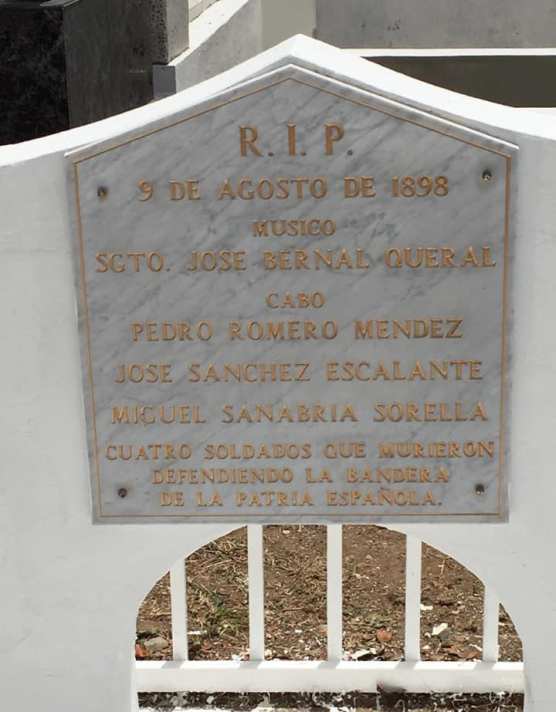 R.I.P.
9 DE AGOSTO DE 1898
MUSICO
SGTO. JOSE BERNAL QUERAL
CABO
PEDRO ROMERO MENDEZ
JOSE SANCHEZ ESCALANTE
MIGUEL SANABRIA SORELLA
CUATRO SOLDADOS QUE MURIERON
DEFENDIENDO LA BANDERA
DE LA PATRIA ESPAÑOLA.